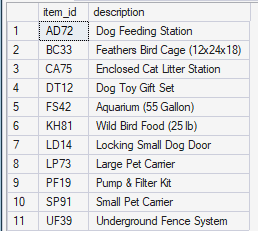 item_id description
1 AD72 Dog Feeding Station
2 BC33 Feathers Bird Cage (12x24x18)
3 CA75 Enclosed Cat Litter Station
4 DT12 Dog Toy Gift Set
5 FS42 Aquarium (55 Gallon)
6 KH81 Wild Bird Food (25 lb)
7 LD14 Locking Small Dog Door
8 LP73 Large Pet Carrier
9 PF19 Pump & Filter Kit
10 SP91 Small Pet Carrier
11 UF39 Underground Fence System